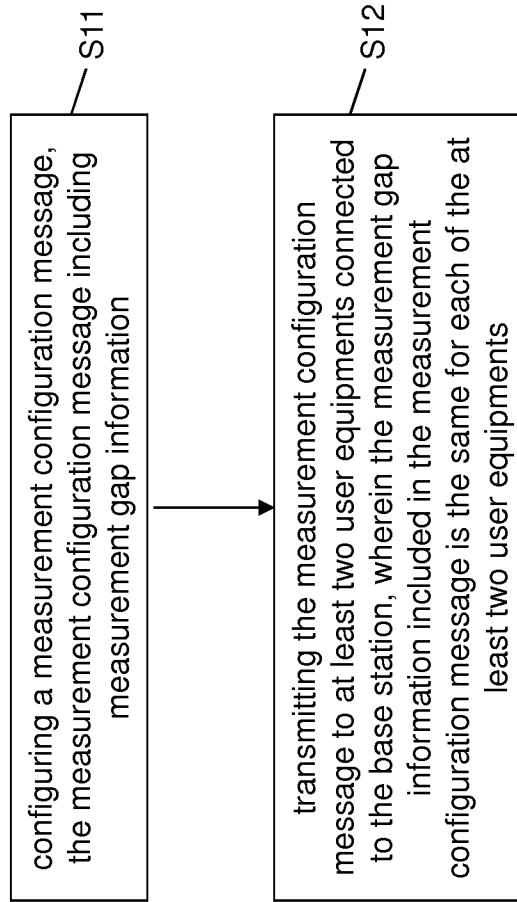 configuring a measurement configuration message,
the measurement configuration message including
measurement gap information
S11
transmitting the measurement configuration
message to at least two user equipments connected
to the base station, wherein the measurement gap
information included in the measurement
configuration message is the same for each of the at
least two user equipments
S12